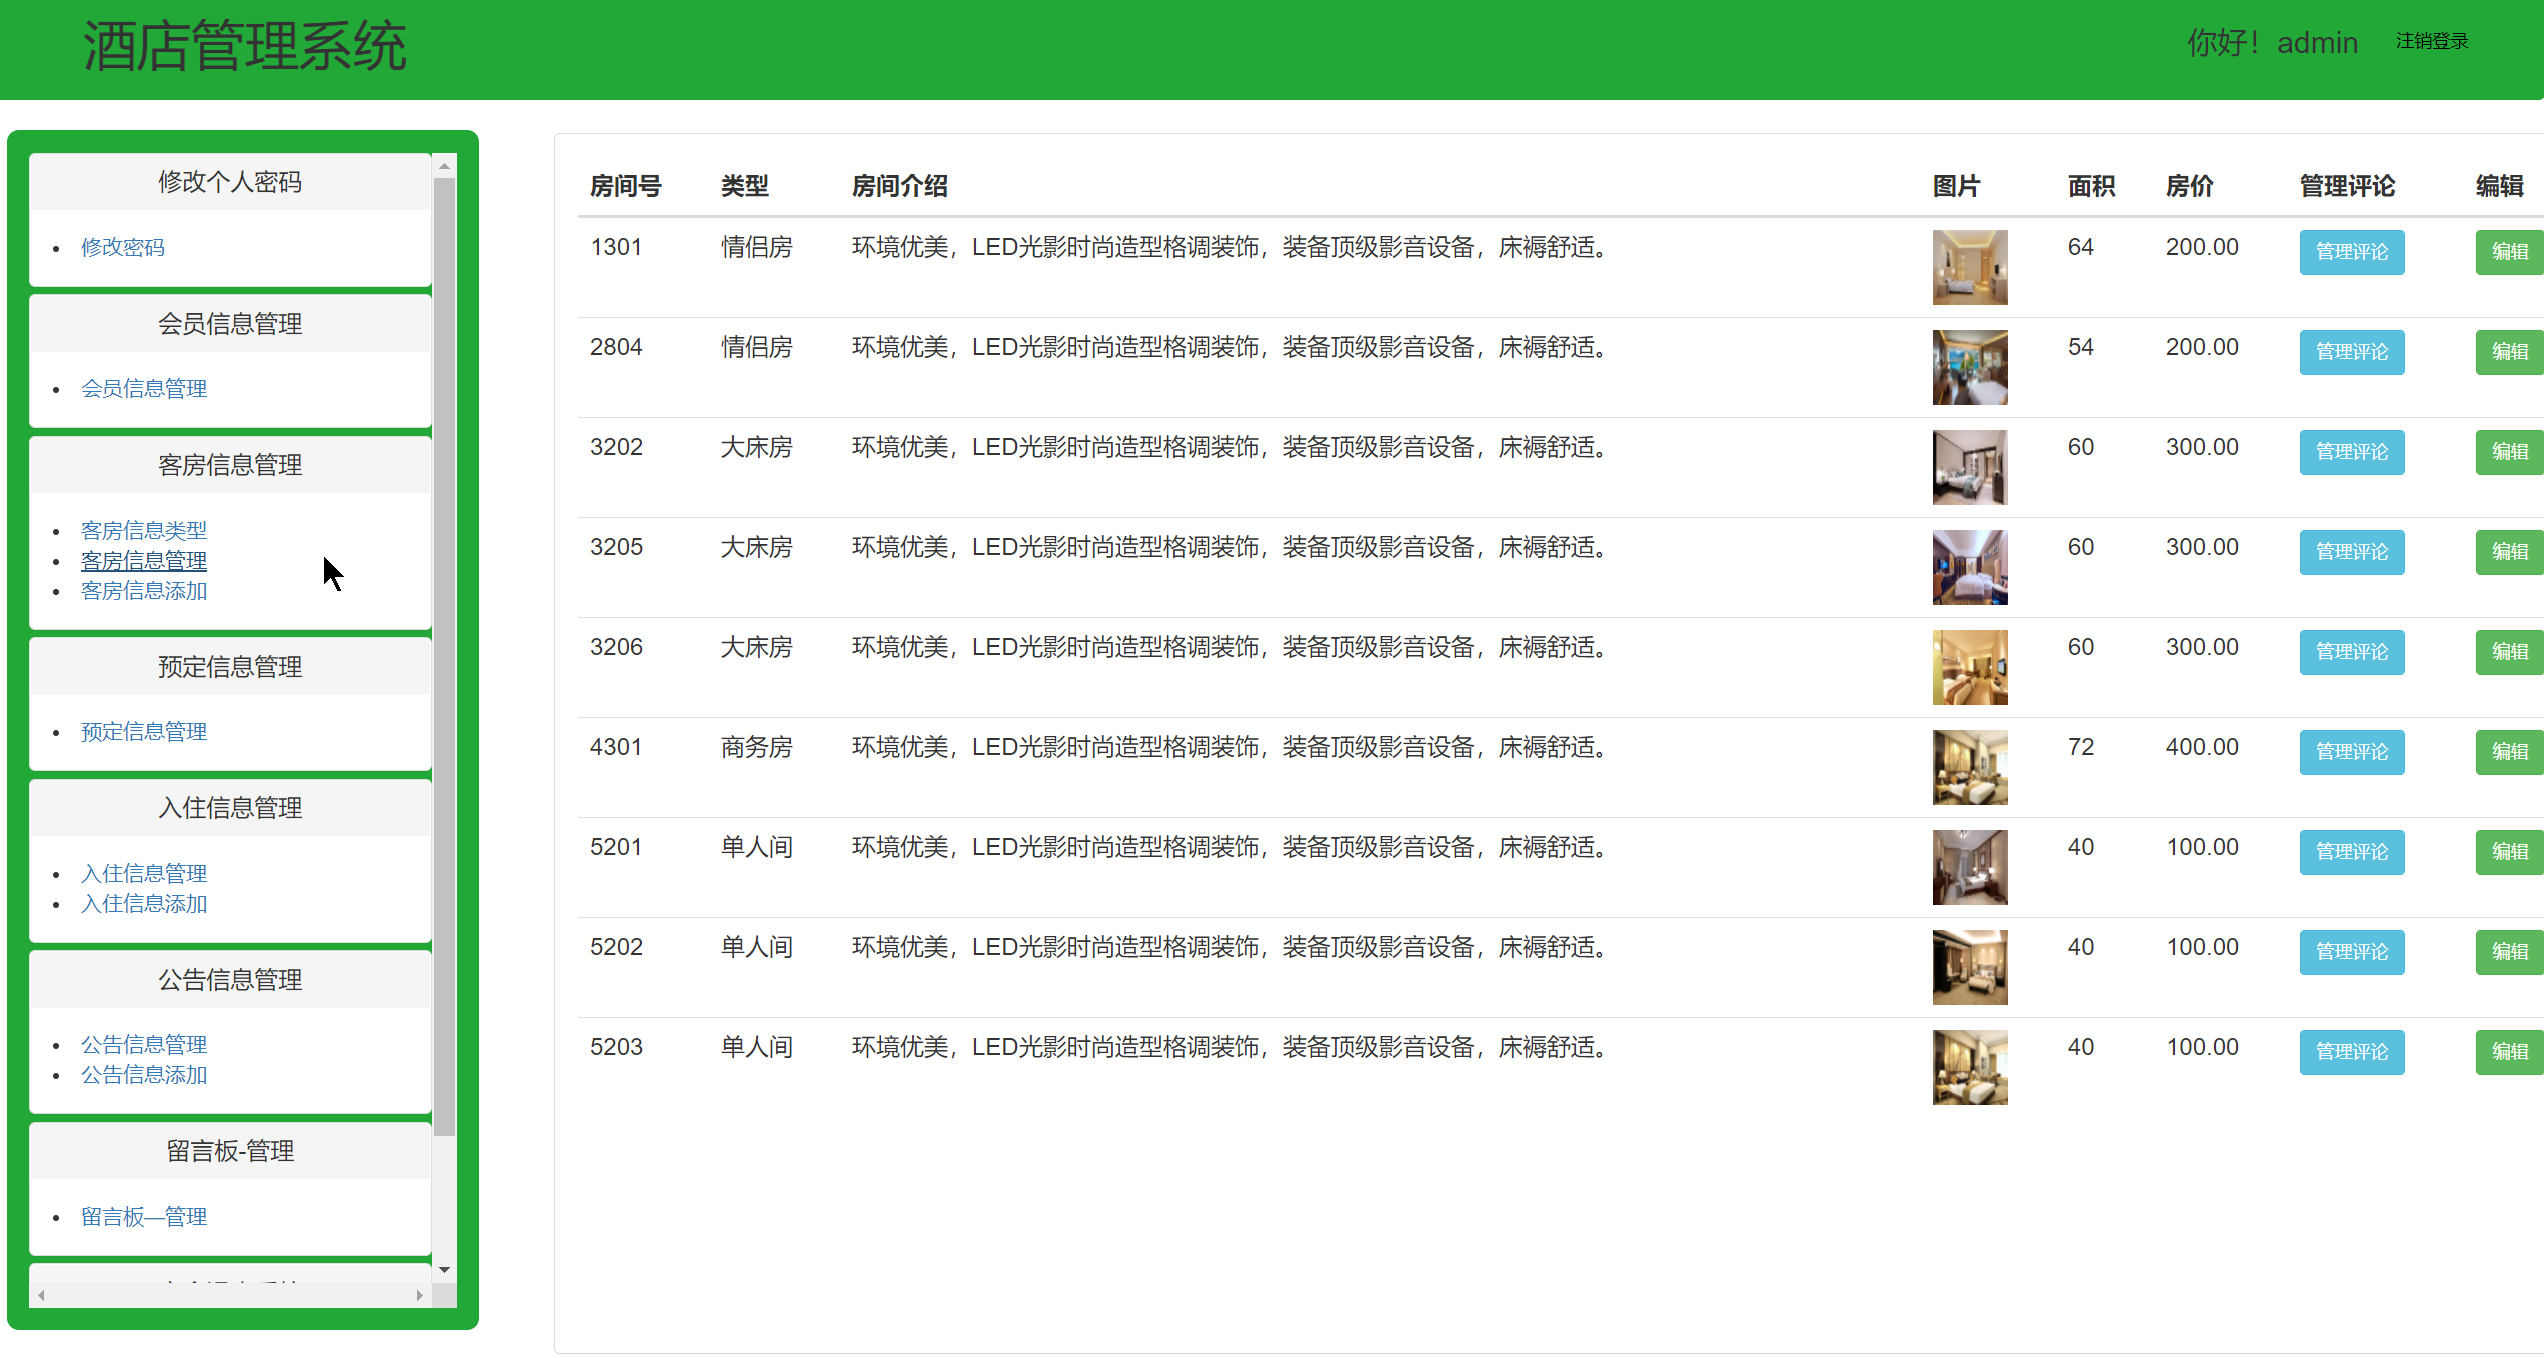 酒店管理系统
你好！admin 注销登录
修改个人密码
修改密码
会员信息管理
会员信息管理
客房信息管理
客房信息类型
客房信息管理
客房信息添加
预定信息管理
预定信息管理
入住信息管理
入住信息管理
入住信息添加
公告信息管理
公告信息管理
公告信息添加
留言板-管理
留言板—管理
房间号 类型 房间介绍 图片 面积 房价 管理评论 编辑
1301 情侣房 环境优美，LED光影时尚造型格调装饰，装备顶级影音设备，床褥舒适。 64 200.00 管理评论 编辑
2804 情侣房 环境优美，LED光影时尚造型格调装饰，装备顶级影音设备，床褥舒适。 54 200.00 管理评论 编辑
3202 大床房 环境优美，LED光影时尚造型格调装饰，装备顶级影音设备，床褥舒适。 60 300.00 管理评论 编辑
3205 大床房 环境优美，LED光影时尚造型格调装饰，装备顶级影音设备，床褥舒适。 60 300.00 管理评论 编辑
3206 大床房 环境优美，LED光影时尚造型格调装饰，装备顶级影音设备，床褥舒适。 60 300.00 管理评论 编辑
4301 商务房 环境优美，LED光影时尚造型格调装饰，装备顶级影音设备，床褥舒适。 72 400.00 管理评论 编辑
5201 单人间 环境优美，LED光影时尚造型格调装饰，装备顶级影音设备，床褥舒适。 40 100.00 管理评论 编辑
5202 单人间 环境优美，LED光影时尚造型格调装饰，装备顶级影音设备，床褥舒适。 40 100.00 管理评论 编辑
5203 单人间 环境优美，LED光影时尚造型格调装饰，装备顶级影音设备，床褥舒适。 40 100.00 管理评论 编辑